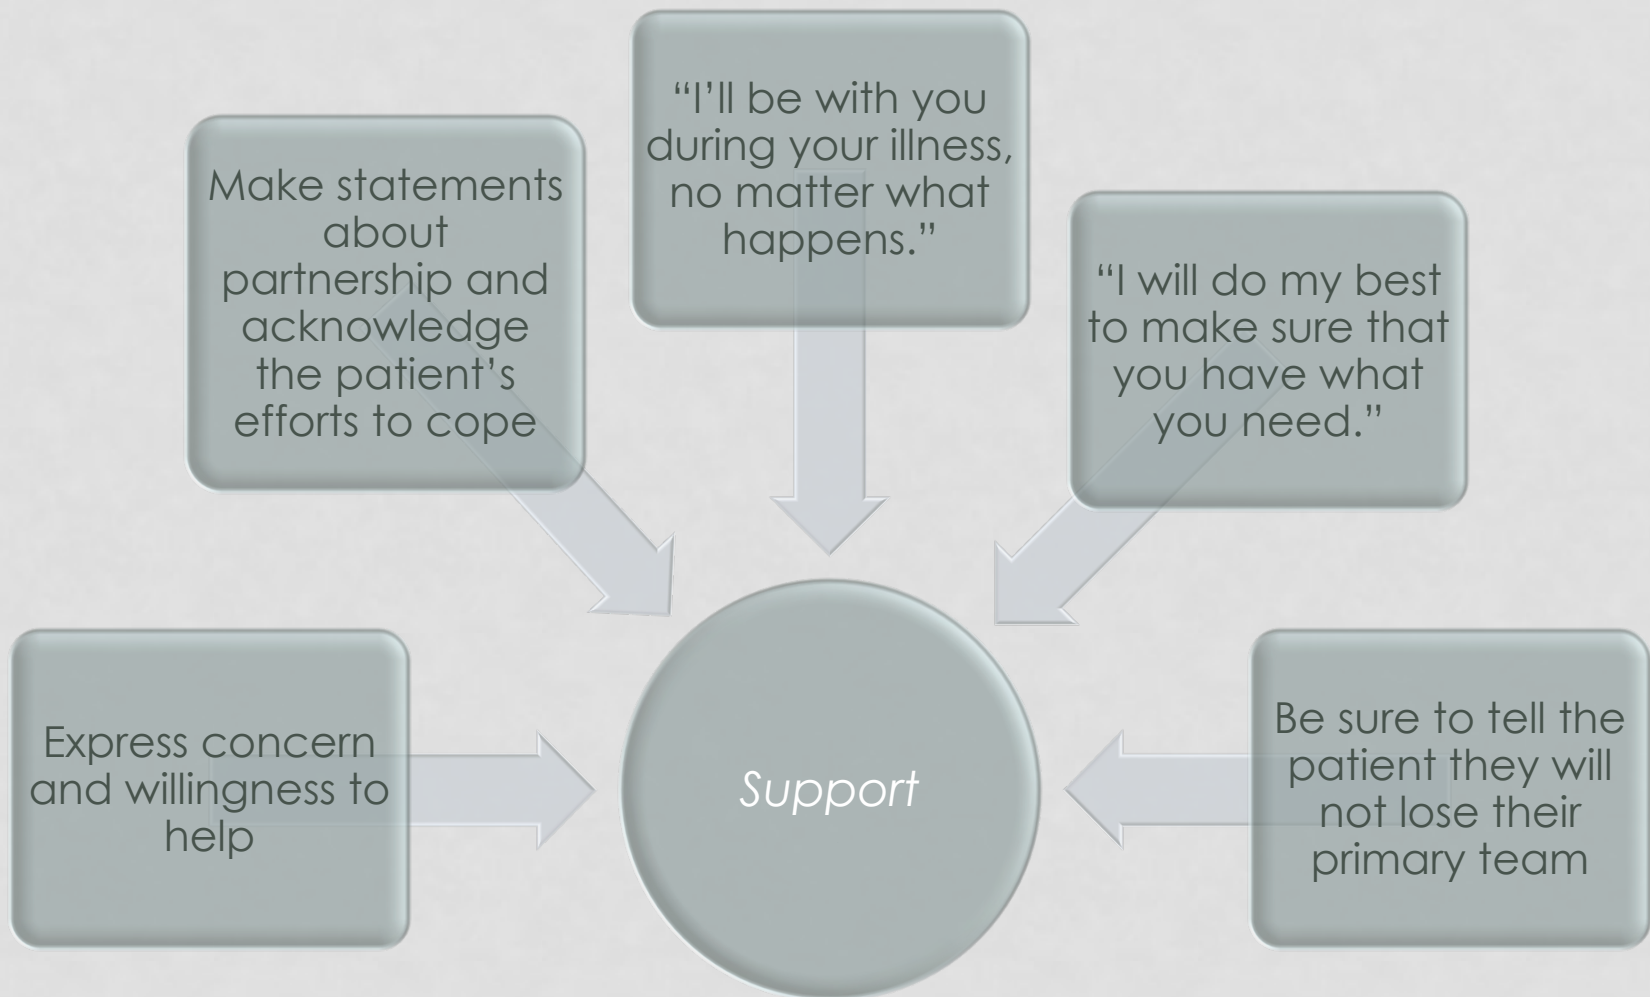 Express concern
and willingness to
help
Make statements
about
partnership and
acknowledge
the patient’s
efforts to cope
“I’ll be with you
during your illness,
no matter what
happens.”
“I will do my best
to make sure that
you have what
you need.”
Be sure to tell the
patient they will
not lose their
primary team
Support